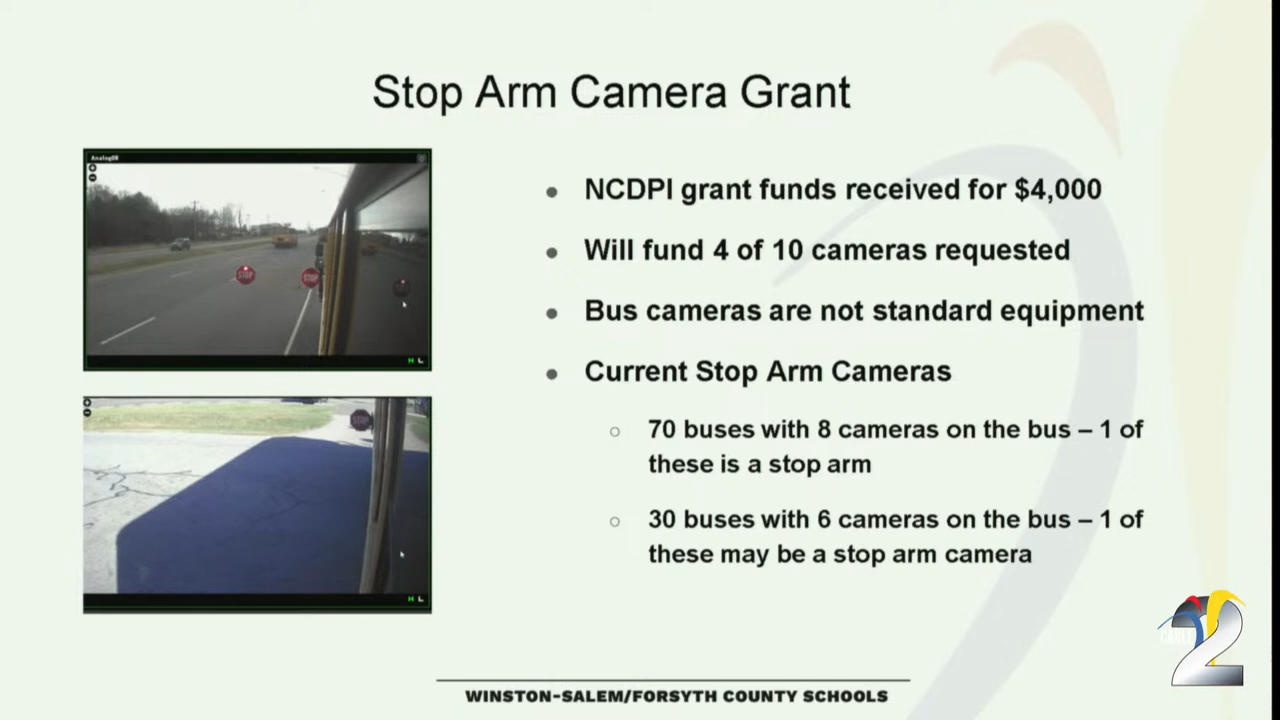 Stop Arm Camera Grant
AnalogON
STOP
STOP
H L
STOP
H L
• NCDPI grant funds received for $4,000
• Will fund 4 of 10 cameras requested
• Bus cameras are not standard equipment
• Current Stop Arm Cameras
○ 70 buses with 8 cameras on the bus – 1 of
these is a stop arm
○ 30 buses with 6 cameras on the bus – 1 of
these may be a stop arm camera
2
WINSTON-SALEM/FORSYTH COUNTY SCHOOLS